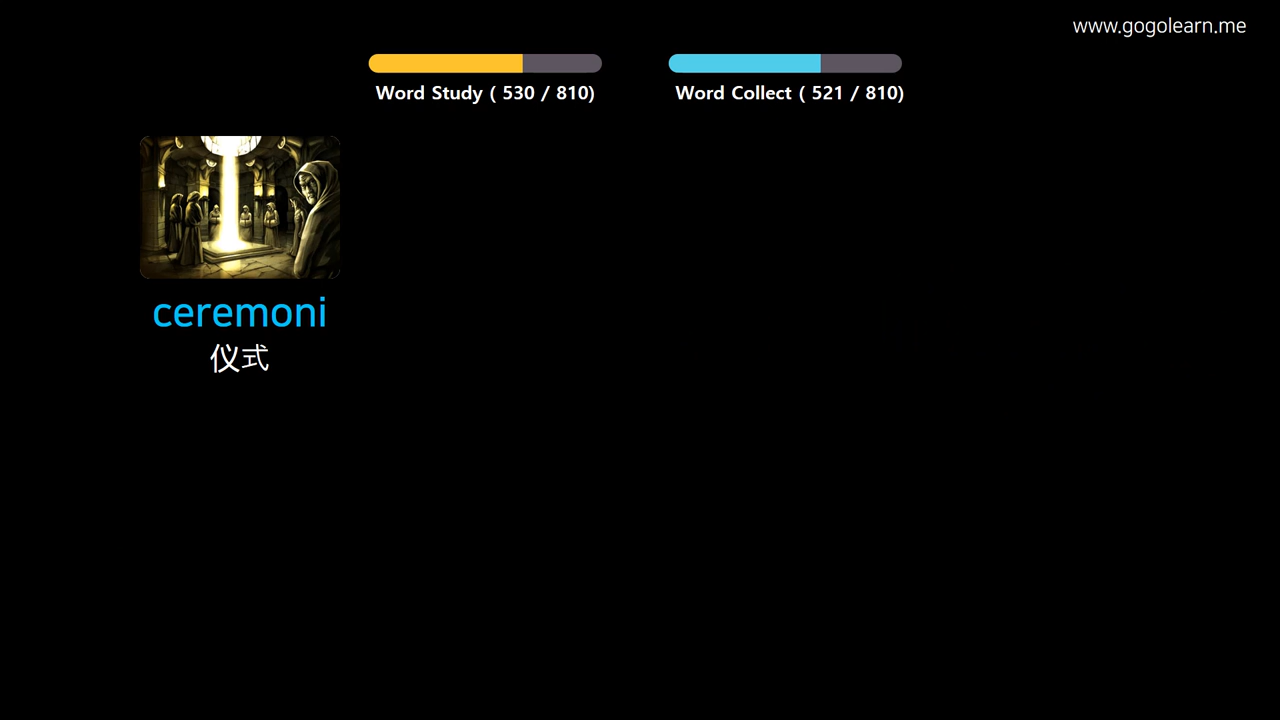 www.gogolearn.me
Word Study ( 530 / 810)
Word Collect ( 521 / 810)
ceremoni
仪式